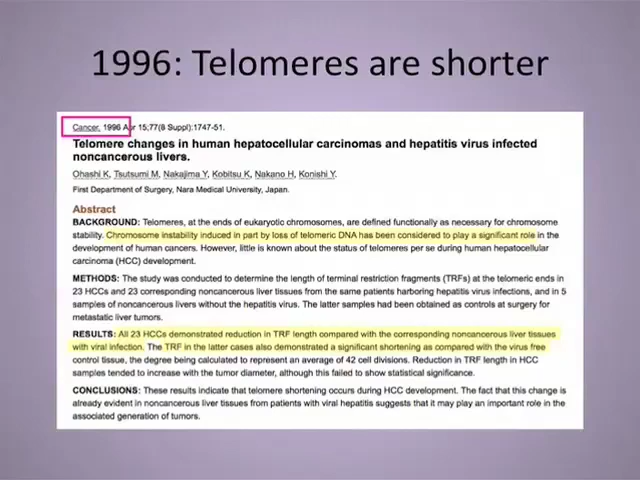 1996: Telomeres are shorter
Cancer. 1996 Apr 15;77(8 Suppl):1747-51.
Telomere changes in human hepatocellular carcinomas and hepatitis virus infected
noncancerous livers.
Ohashi K, Tsutsumi M, Nakajima Y, Kobitsu K, Nakano H, Konishi Y.
First Department of Surgery, Nara Medical University, Japan.
Abstract
BACKGROUND: Telomeres, at the ends of eukaryotic chromosomes, are defined functionally as necessary for chromosome
stability. Chromosome instability induced in part by loss of telomeric DNA has been considered to play a significant role in the
development of human cancers. However, little is known about the status of telomeres per se during human hepatocellular
carcinoma (HCC) development.
METHODS: The study was conducted to determine the length of terminal restriction fragments (TRFs) at the telomeric ends in
23 HCCs and 23 corresponding noncancerous liver tissues from the same patients harboring hepatitis virus infections, and in 5
samples of noncancerous livers without the hepatitis virus. The latter samples had been obtained as controls at surgery for
metastatic liver tumors.
RESULTS: All 23 HCCs demonstrated reduction in TRF length compared with the corresponding noncancerous liver tissues
with viral infection. The TRF in the latter cases also demonstrated a significant shortening as compared with the virus free
control tissue, the degree being calculated to represent an average of 42 cell divisions. Reduction in TRF length in HCC
samples tended to increase with the tumor diameter, although this failed to show statistical significance.
CONCLUSIONS: These results indicate that telomere shortening occurs during HCC development. The fact that this change is
already evident in noncancerous liver tissues from patients with viral hepatitis suggests that it may play an important role in the
associated generation of tumors.